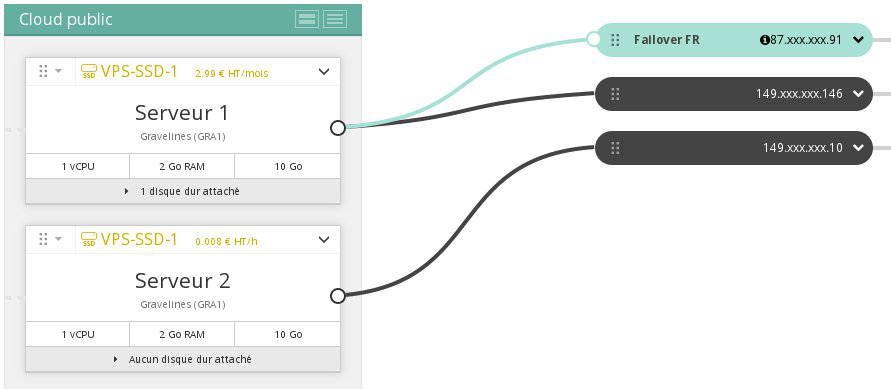 Cloud public
SSD VPS-SSD-1 2.99 € HT/mois
Serveur 1
Gravelines (GRA1)
1 vCPU 2 Go RAM 10 Go
1 disque dur attaché
SSD VPS-SSD-1 0.008 € HT/h
Serveur 2
Gravelines (GRA1)
1 vCPU 2 Go RAM 10 Go
Aucun disque dur attaché
Failover FR 87.xxx.xxx.91
149.xxx.xxx.146
149.xxx.xxx.10